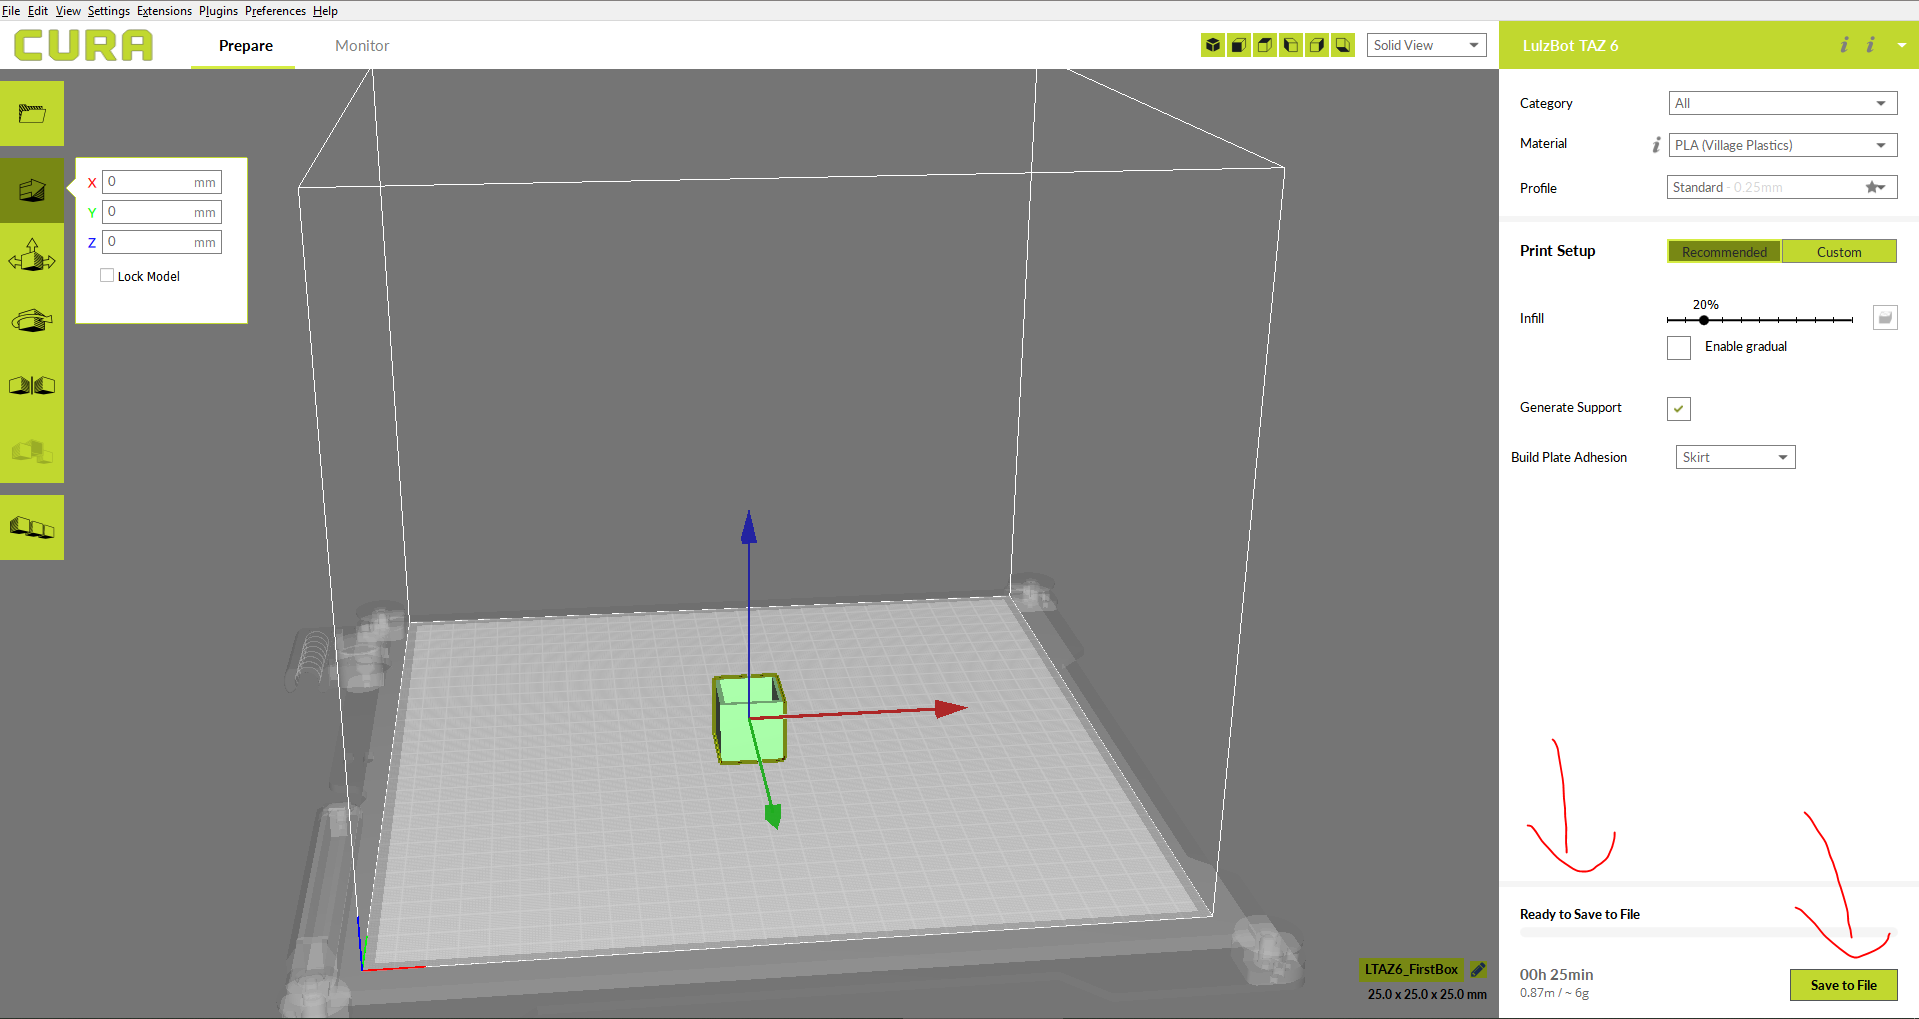 File Edit View Settings Extensions Plugins Preferences Help
CURA
Prepare Monitor
Solid View
LulzBot TAZ 6 i i
Category All
Material i PLA (Village Plastics)
Profile Standard - 0.25mm
X 0 mm
Y 0 mm
Z 0 mm
Lock Model
Print Setup Recommended Custom
20%
Infill
Enable gradual
Generate Support
Build Plate Adhesion Skirt
Ready to Save to File
LTAZ6_FirstBox
25.0 x 25.0 x 25.0 mm
00h 25min
0.87m / ~ 6g
Save to File